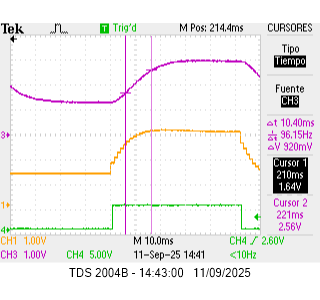 Tek Trig'd M Pos: 214.4ms CURSORES
Tipo
Tiempo
Fuente
CH3
Δt 10.40ms
1/Δt 96.15Hz
ΔV 920mV
Cursor 1
210ms
1.64V
Cursor 2
221ms
2.56V
3
1
4
CH1 1.00V M 10.0ms CH4 2.60V
CH3 1.00V CH4 5.00V 11-Sep-25 14:41 <10Hz
TDS 2004B - 14:43:00 11/09/2025